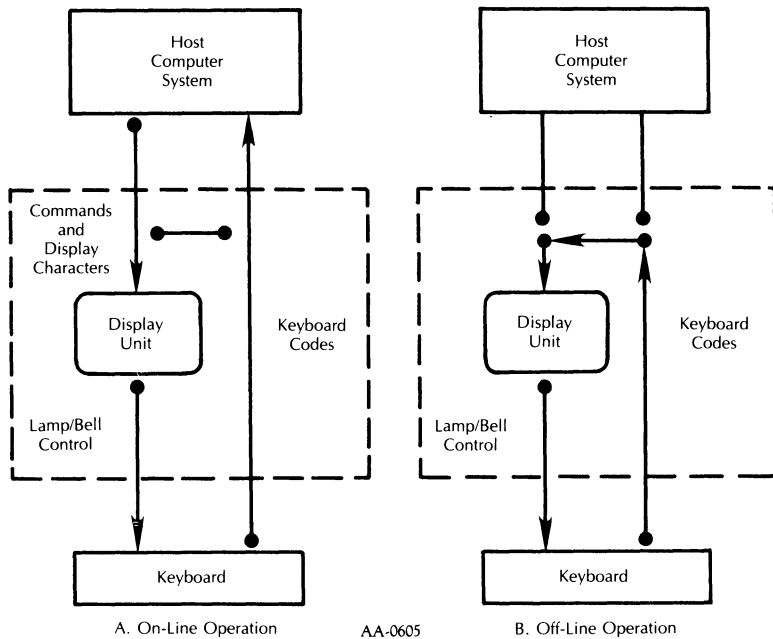 Host
Computer
System
Commands
and
Display
Characters
Display
Unit
Keyboard
Codes
Lamp/Bell
Control
Keyboard
A. On-Line Operation
Host
Computer
System
Display
Unit
Keyboard
Codes
Lamp/Bell
Control
Keyboard
AA-0605
B. Off-Line Operation